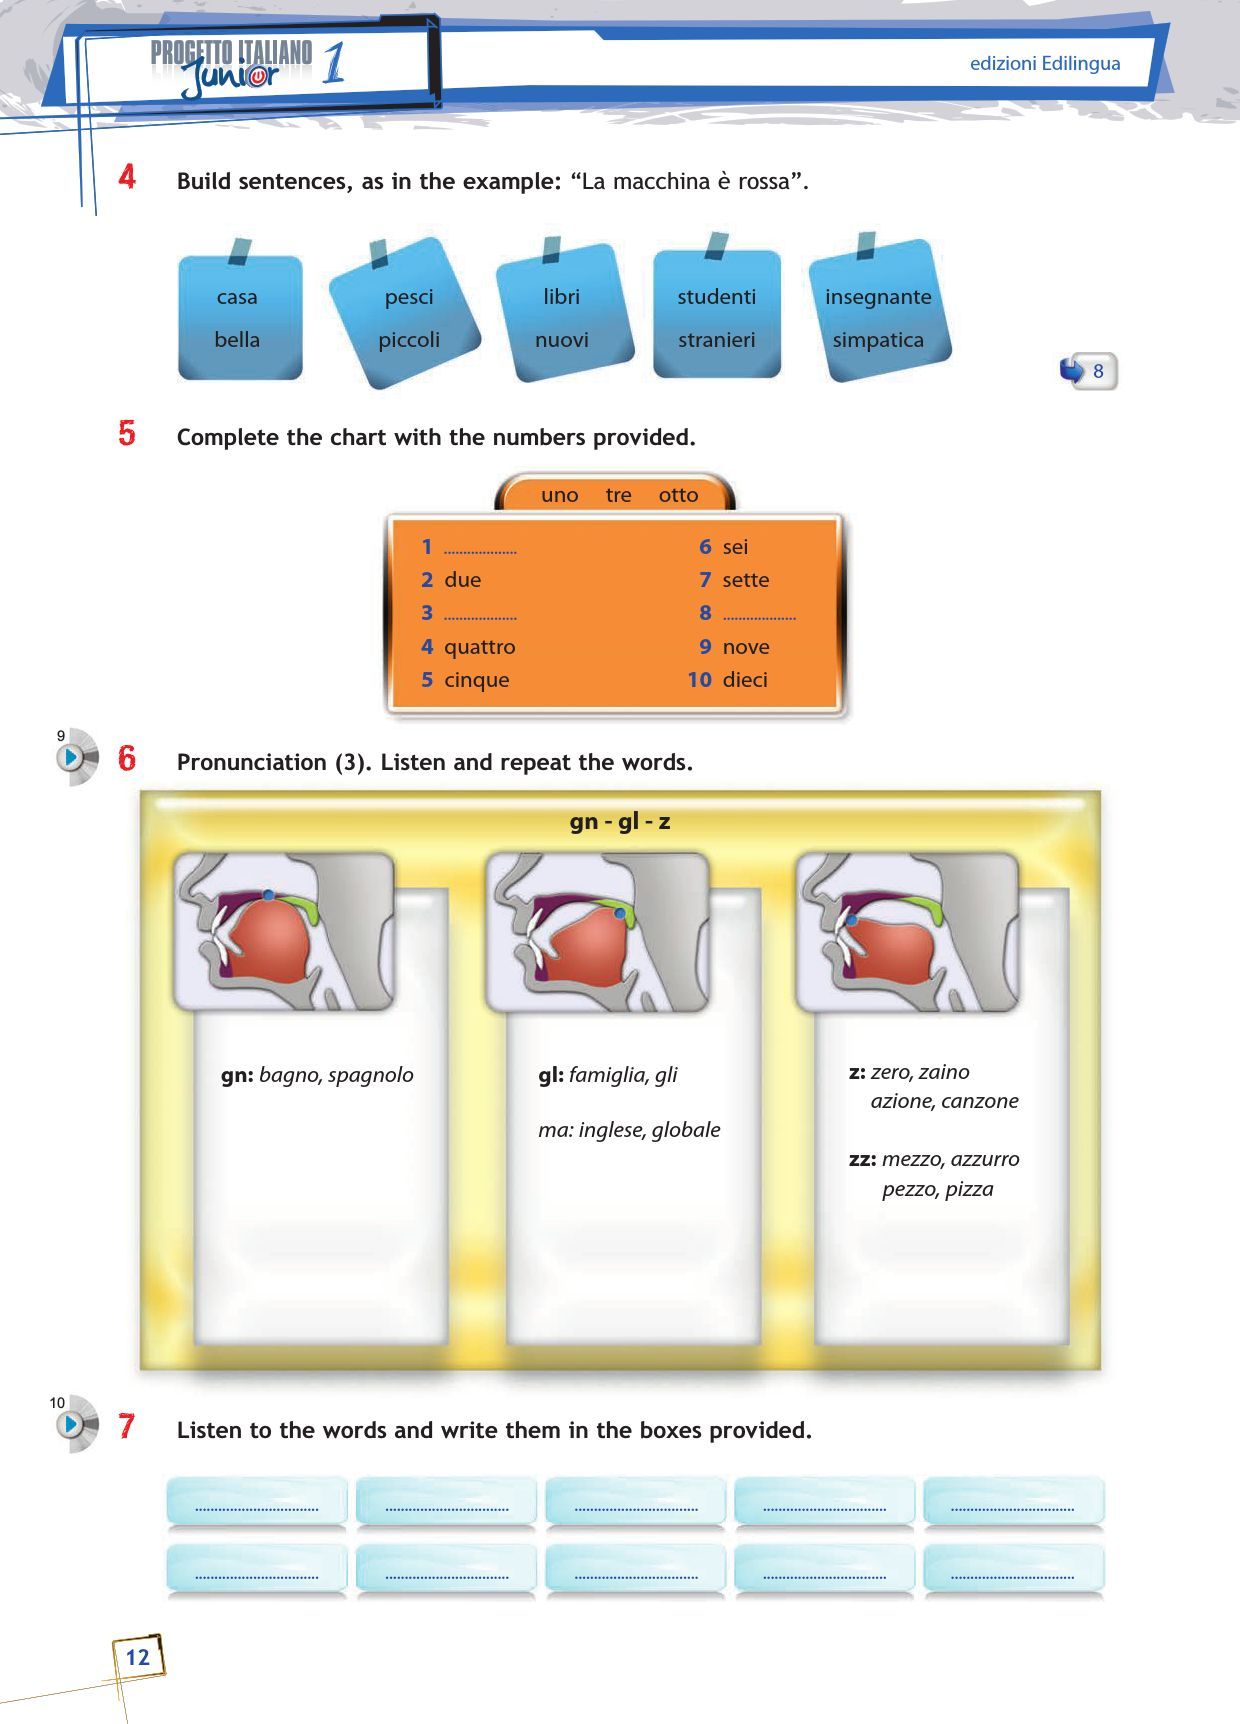 PROGETTO ITALIANO
Junior 1
edizioni Edilingua
4 Build sentences, as in the example: “La macchina è rossa”.
casa pesci libri studenti insegnante
bella piccoli nuovi stranieri simpatica
8
5 Complete the chart with the numbers provided.
uno tre otto
1 ................... 6 sei
2 due 7 sette
3 ................... 8 ...................
4 quattro 9 nove
5 cinque 10 dieci
9
6 Pronunciation (3). Listen and repeat the words.
gn - gl - z
gn: bagno, spagnolo
gl: famiglia, gli
ma: inglese, globale
z: zero, zaino
azione, canzone
zz: mezzo, azzurro
pezzo, pizza
10
7 Listen to the words and write them in the boxes provided.
................................ ................................ ................................ ................................ ................................
................................ ................................ ................................ ................................ ................................
12